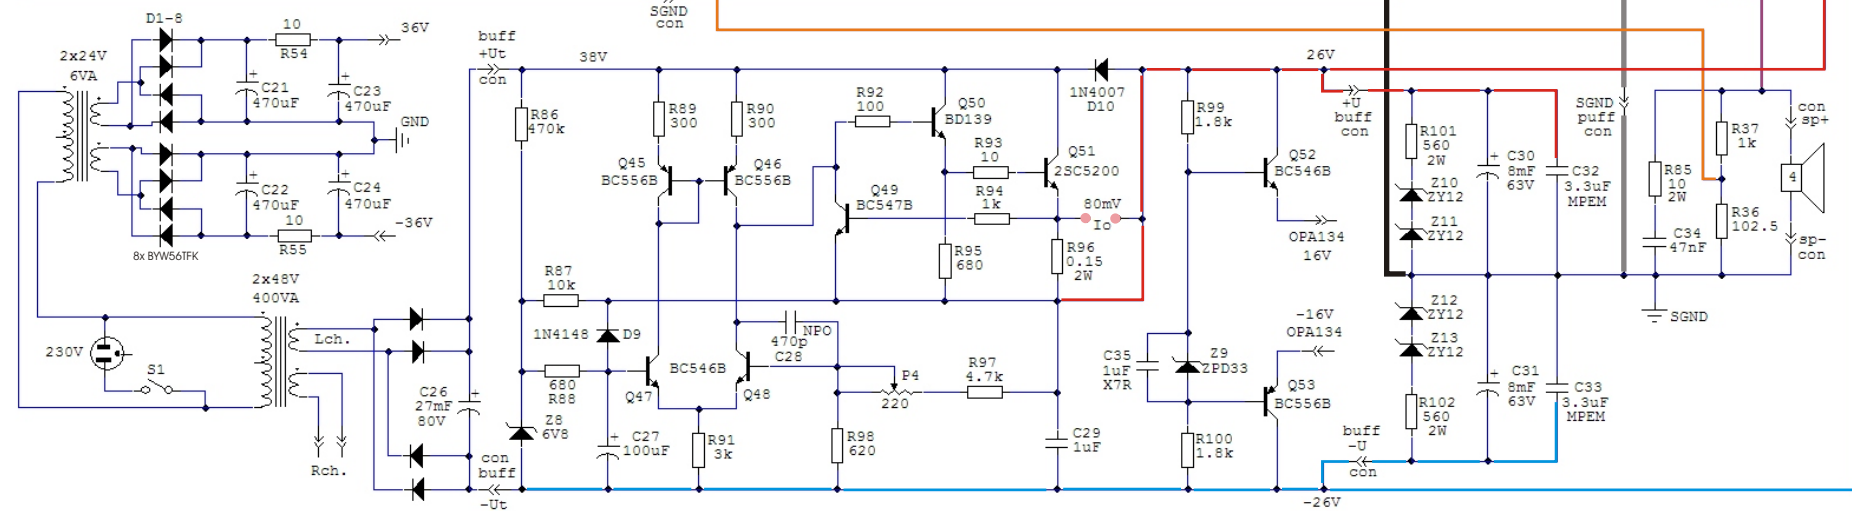 SGND
con
D1-8
10
R54
36V
2x24V
6VA
C21
470uF
C23
470uF
GND
C22
470uF
C24
470uF
10
R55
-36V
8x BYW56TFK
2x48V
400VA
230V
S1
Lch.
Rch.
C26
27mF
80V
buff
+Ut
con
con
buff
-Ut
38V
R86
470k
R89
300
R90
300
Q45
BC556B
Q46
BC556B
R92
100
Q50
BD139
R93
10
Q51
2SC5200
Q49
BC547B
R94
1k
80mV
Io
R95
680
R96
0.15
2W
R87
10k
1N4148
D9
680
R88
Z8
6V8
C27
100uF
Q47
BC546B
Q48
R91
3k
NPO
470p
C28
P4
220
R97
4.7k
R98
620
C29
1uF
1N4007
D10
26V
R99
1.8k
Q52
BC546B
OPA134
16V
-16V
OPA134
C35
1uF
X7R
Z9
ZPD33
Q53
BC556B
R100
1.8k
-26V
+U
buff
con
buff
-U
con
R101
560
2W
Z10
ZY12
Z11
ZY12
Z12
ZY12
Z13
ZY12
R102
560
2W
C30
8mF
63V
C31
8mF
63V
C32
3.3uF
MPEM
C33
3.3uF
MPEM
SGND
puff
con
R85
10
2W
C34
47nF
R37
1k
R36
102.5
con
sp+
4
sp-
con
SGND